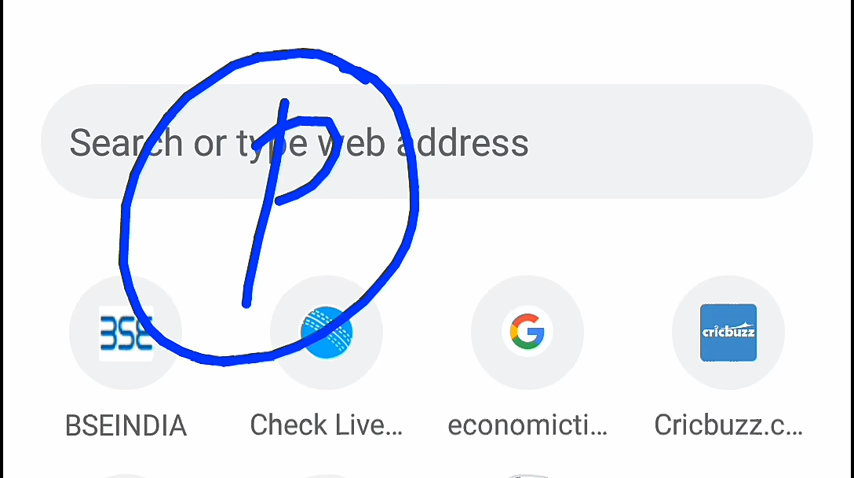 Search or type web address
P
BSE
cricbuzz
BSEINDIA
Check Live...
economicti...
Cricbuzz.c...